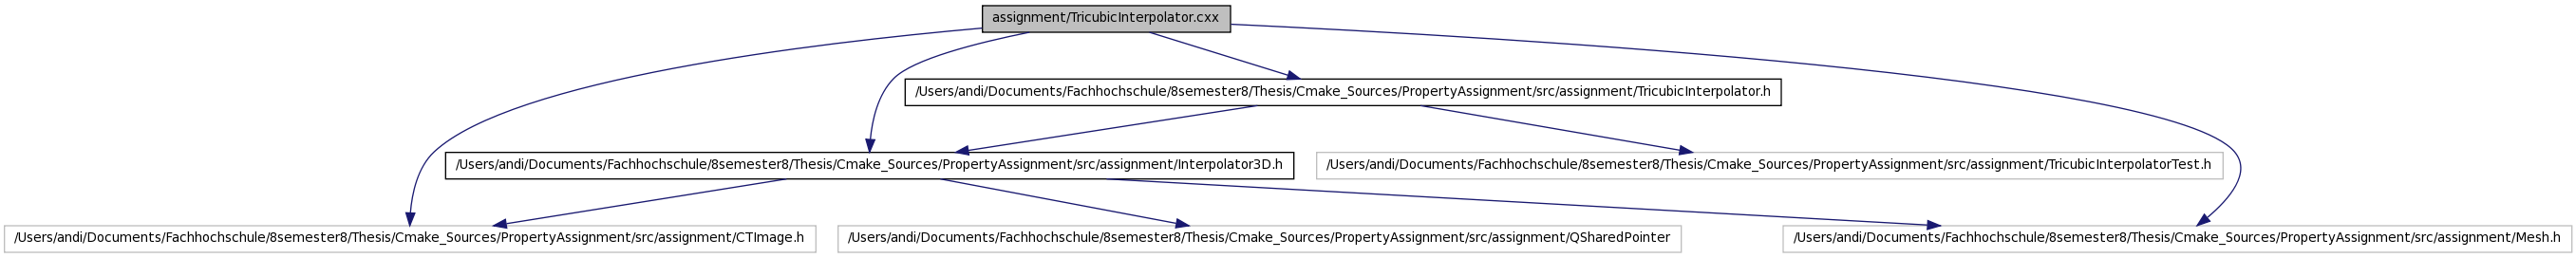 assignment/TricubicInterpolator.cxx
/Users/andi/Documents/Fachhochschule/8semester8/Thesis/Cmake_Sources/PropertyAssignment/src/assignment/TricubicInterpolator.h
/Users/andi/Documents/Fachhochschule/8semester8/Thesis/Cmake_Sources/PropertyAssignment/src/assignment/Interpolator3D.h
/Users/andi/Documents/Fachhochschule/8semester8/Thesis/Cmake_Sources/PropertyAssignment/src/assignment/TricubicInterpolatorTest.h
/Users/andi/Documents/Fachhochschule/8semester8/Thesis/Cmake_Sources/PropertyAssignment/src/assignment/CTImage.h
/Users/andi/Documents/Fachhochschule/8semester8/Thesis/Cmake_Sources/PropertyAssignment/src/assignment/QSharedPointer
/Users/andi/Documents/Fachhochschule/8semester8/Thesis/Cmake_Sources/PropertyAssignment/src/assignment/Mesh.h